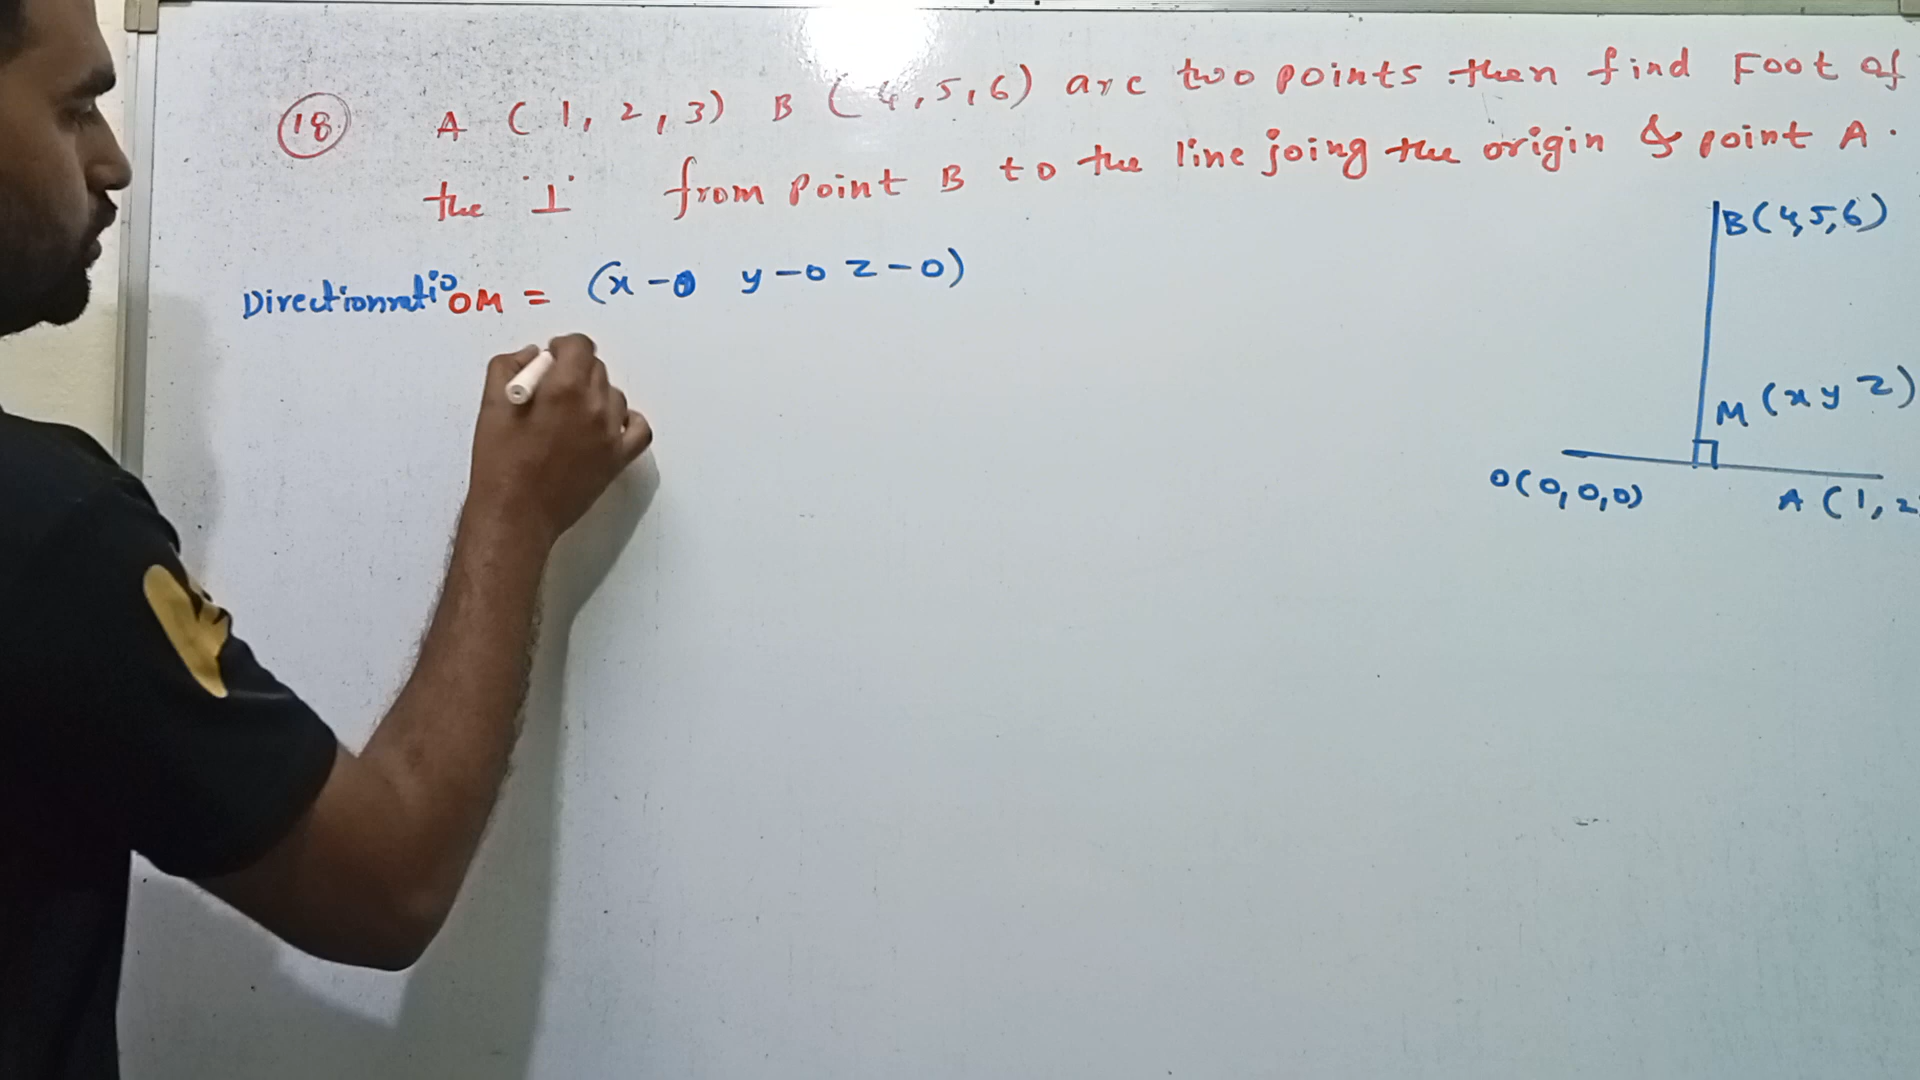 18. A (1, 2, 3) B (4, 5, 6) are two points then find Foot of
the '⊥' from point B to the line joing the origin & point A.
Directionratio OM = (x-0 y-0 z-0)
B(4,5,6)
M (x y z)
O(0,0,0)
A (1, 2